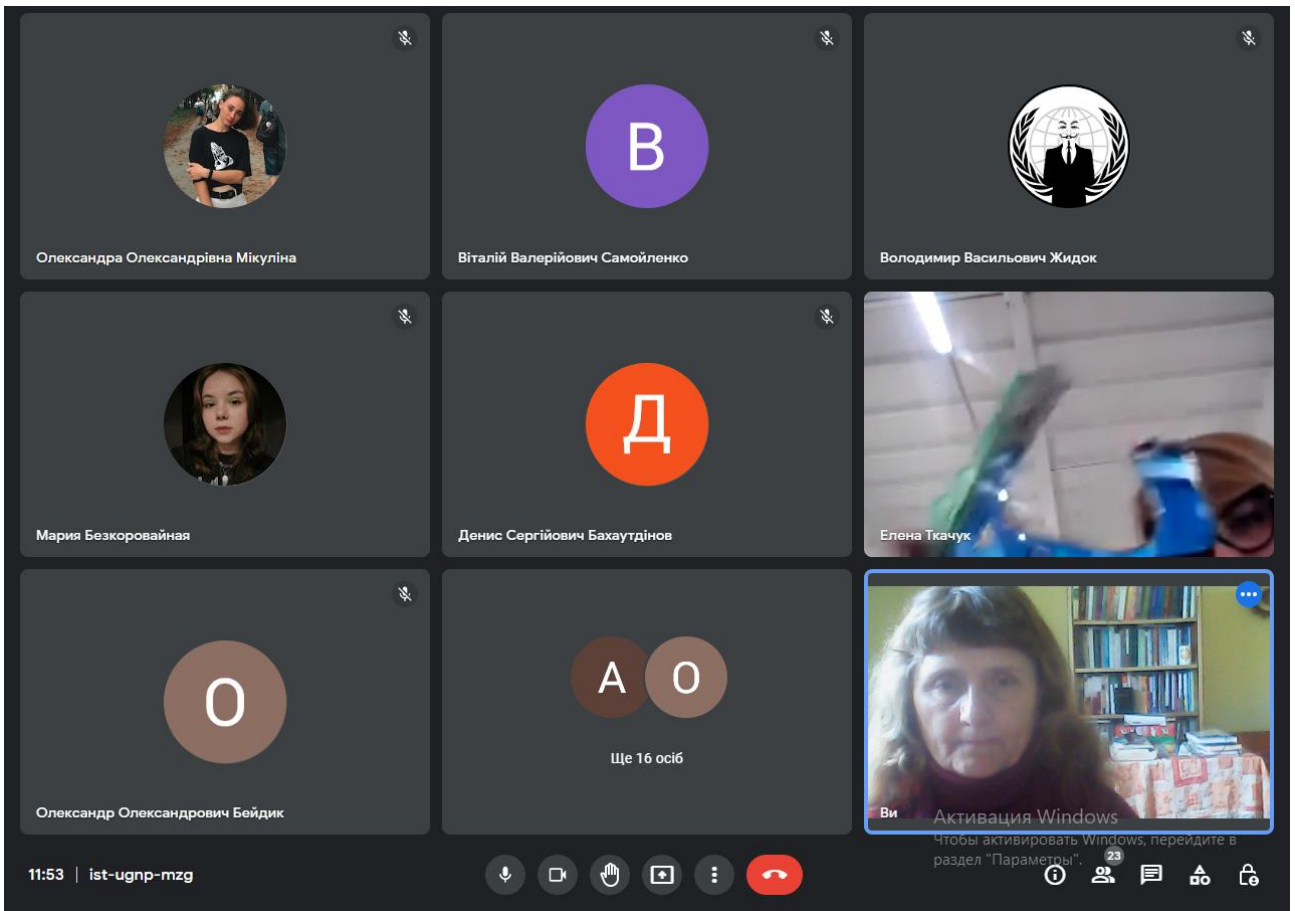 Олександра Олександрівна Мікуліна
В
Віталій Валерійович Самойленко
Володимир Васильович Жидок
Мария Безкоровайная
Д
Денис Сергійович Бахаутдінов
Елена Ткачук
О
Олександр Олександрович Бейдик
А О
Ще 16 осіб
Ви
Активация Windows
Чтобы активировать Windows, перейдите в
раздел "Параметры".
23
11:53 | ist-ugnp-mzg